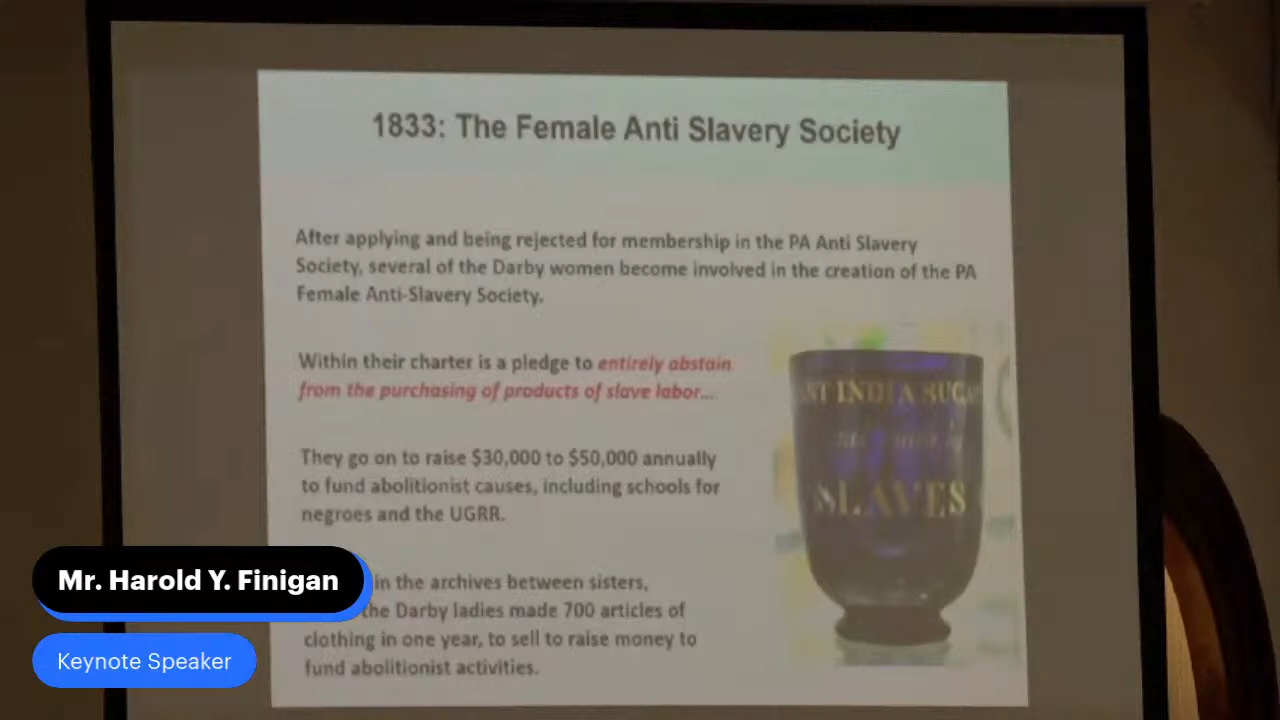 1833: The Female Anti Slavery Society
After applying and being rejected for membership in the PA Anti Slavery
Society, several of the Darby women become involved in the creation of the PA
Female Anti-Slavery Society.
Within their charter is a pledge to entirely abstain
from the purchasing of products of slave labor...
They go on to raise $30,000 to $50,000 annually
to fund abolitionist causes, including schools for
negroes and the UGRR.
in the archives between sisters,
the Darby ladies made 700 articles of
clothing in one year, to sell to raise money to
fund abolitionist activities.
INDIA
SLAVES
Mr. Harold Y. Finigan
Keynote Speaker